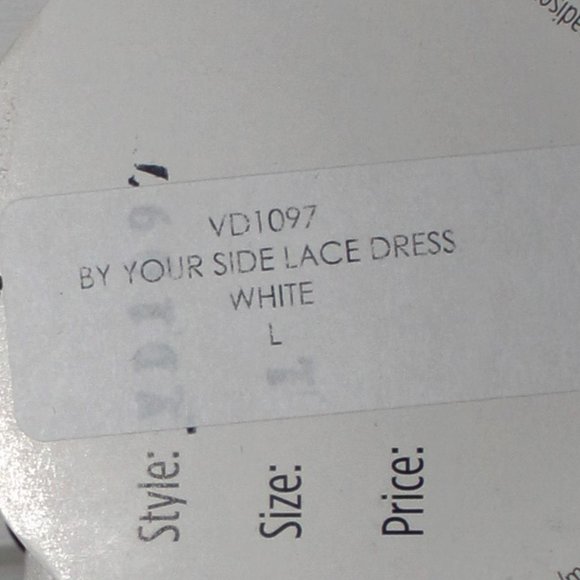 VD1097
BY YOUR SIDE LACE DRESS
WHITE
L
Style:
Size:
Price: